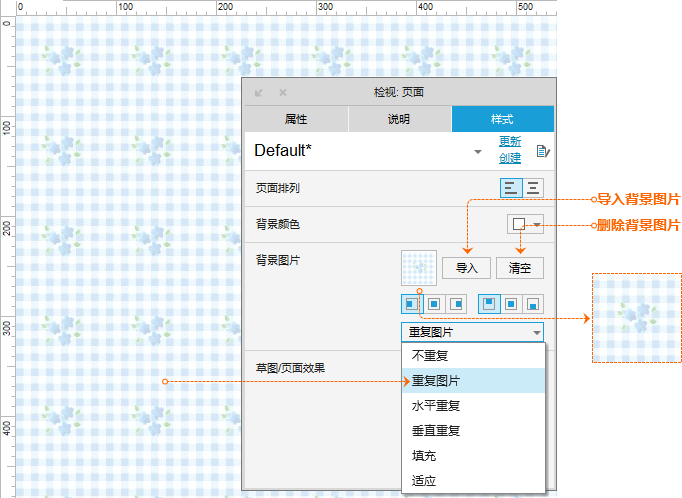 0 100 200 300 400 500
0
100
200
300
400
检视: 页面
属性 说明 样式
Default*
更新
创建
页面排列
导入背景图片
背景颜色
删除背景图片
背景图片
导入 清空
重复图片
不重复
草图/页面效果
重复图片
水平重复
垂直重复
填充
适应